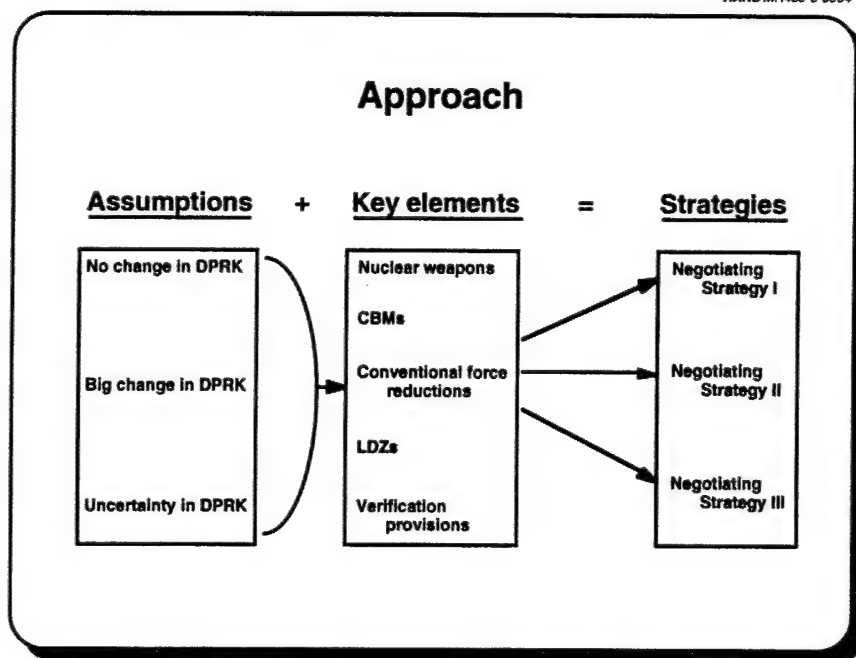 Approach
Assumptions + Key elements = Strategies
No change in DPRK
Big change in DPRK
Uncertainty in DPRK
Nuclear weapons
CBMs
Conventional force
reductions
LDZs
Verification
provisions
Negotiating
Strategy I
Negotiating
Strategy II
Negotiating
Strategy III